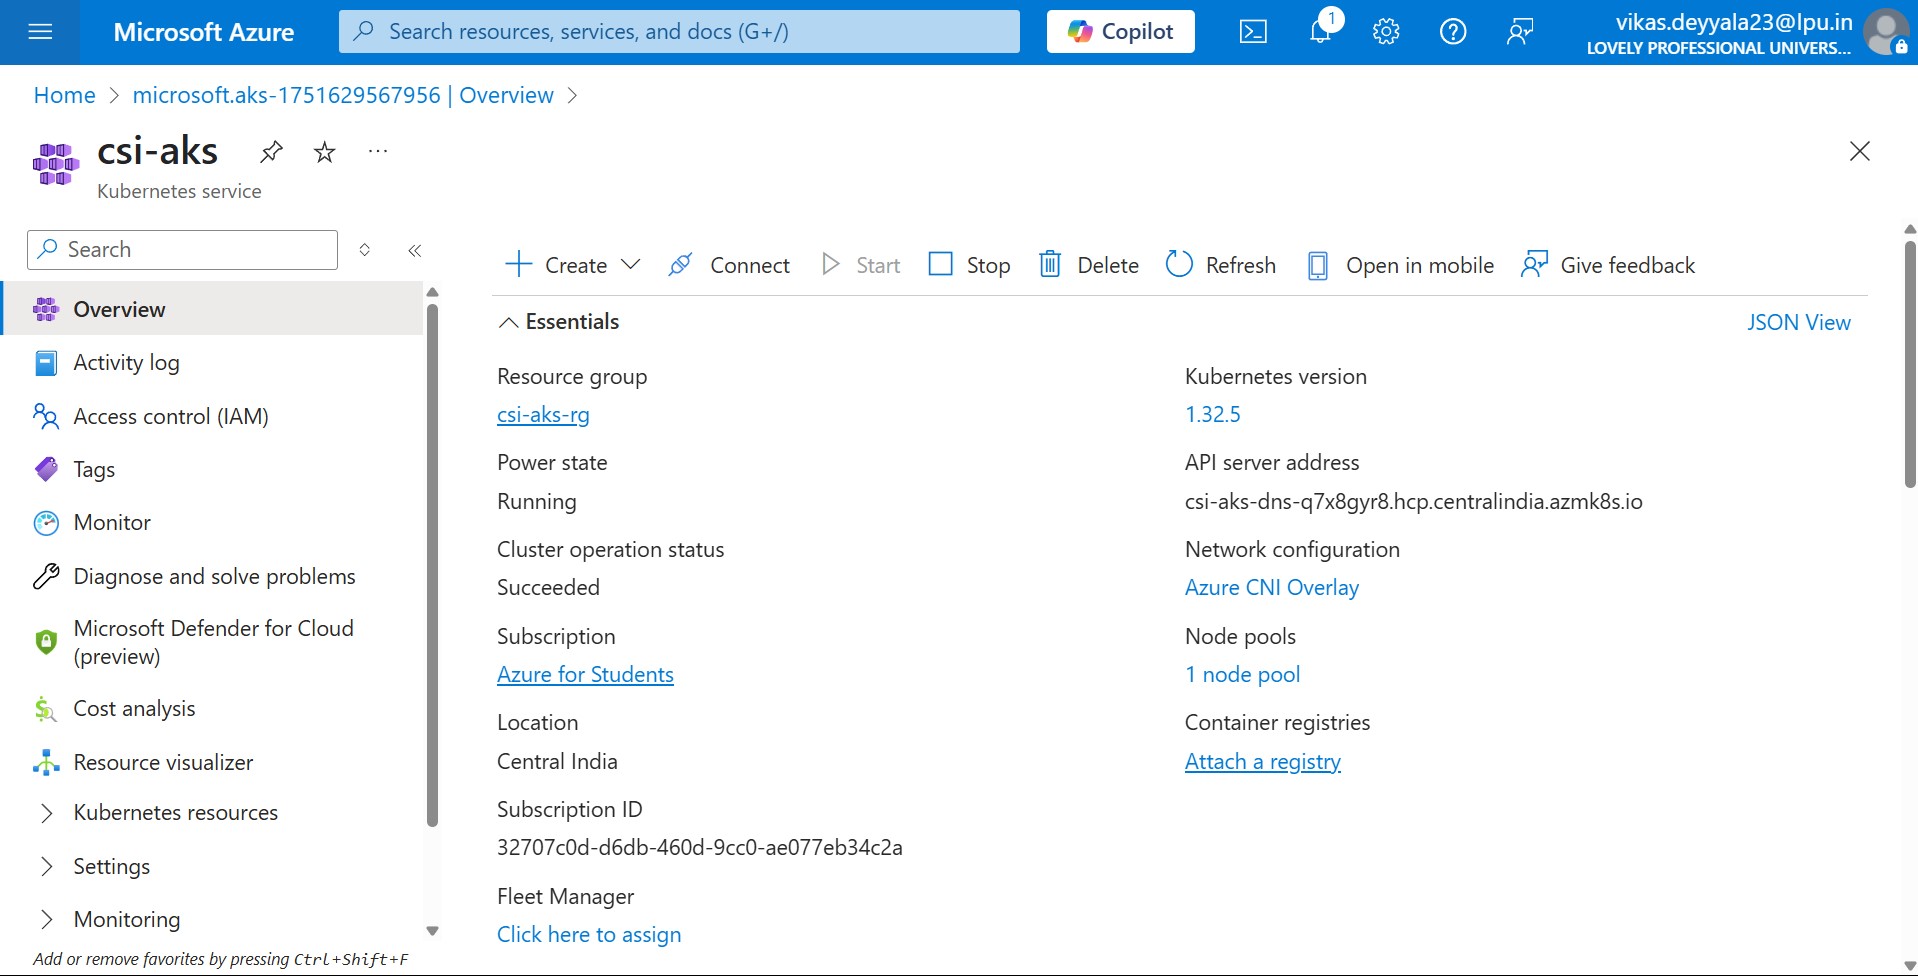 Microsoft Azure
Search resources, services, and docs (G+/)
Copilot
1
vikas.deyyala23@lpu.in
LOVELY PROFESSIONAL UNIVERS...
Home > microsoft.aks-1751629567956 | Overview >
csi-aks
Kubernetes service
Search
Overview
Activity log
Access control (IAM)
Tags
Monitor
Diagnose and solve problems
Microsoft Defender for Cloud
(preview)
Cost analysis
Resource visualizer
Kubernetes resources
Settings
Monitoring
Add or remove favorites by pressing Ctrl+Shift+F
Create
Connect
Start
Stop
Delete
Refresh
Open in mobile
Give feedback
Essentials
JSON View
Resource group
csi-aks-rg
Power state
Running
Cluster operation status
Succeeded
Subscription
Azure for Students
Location
Central India
Subscription ID
32707c0d-d6db-460d-9cc0-ae077eb34c2a
Fleet Manager
Click here to assign
Kubernetes version
1.32.5
API server address
csi-aks-dns-q7x8gyr8.hcp.centralindia.azmk8s.io
Network configuration
Azure CNI Overlay
Node pools
1 node pool
Container registries
Attach a registry